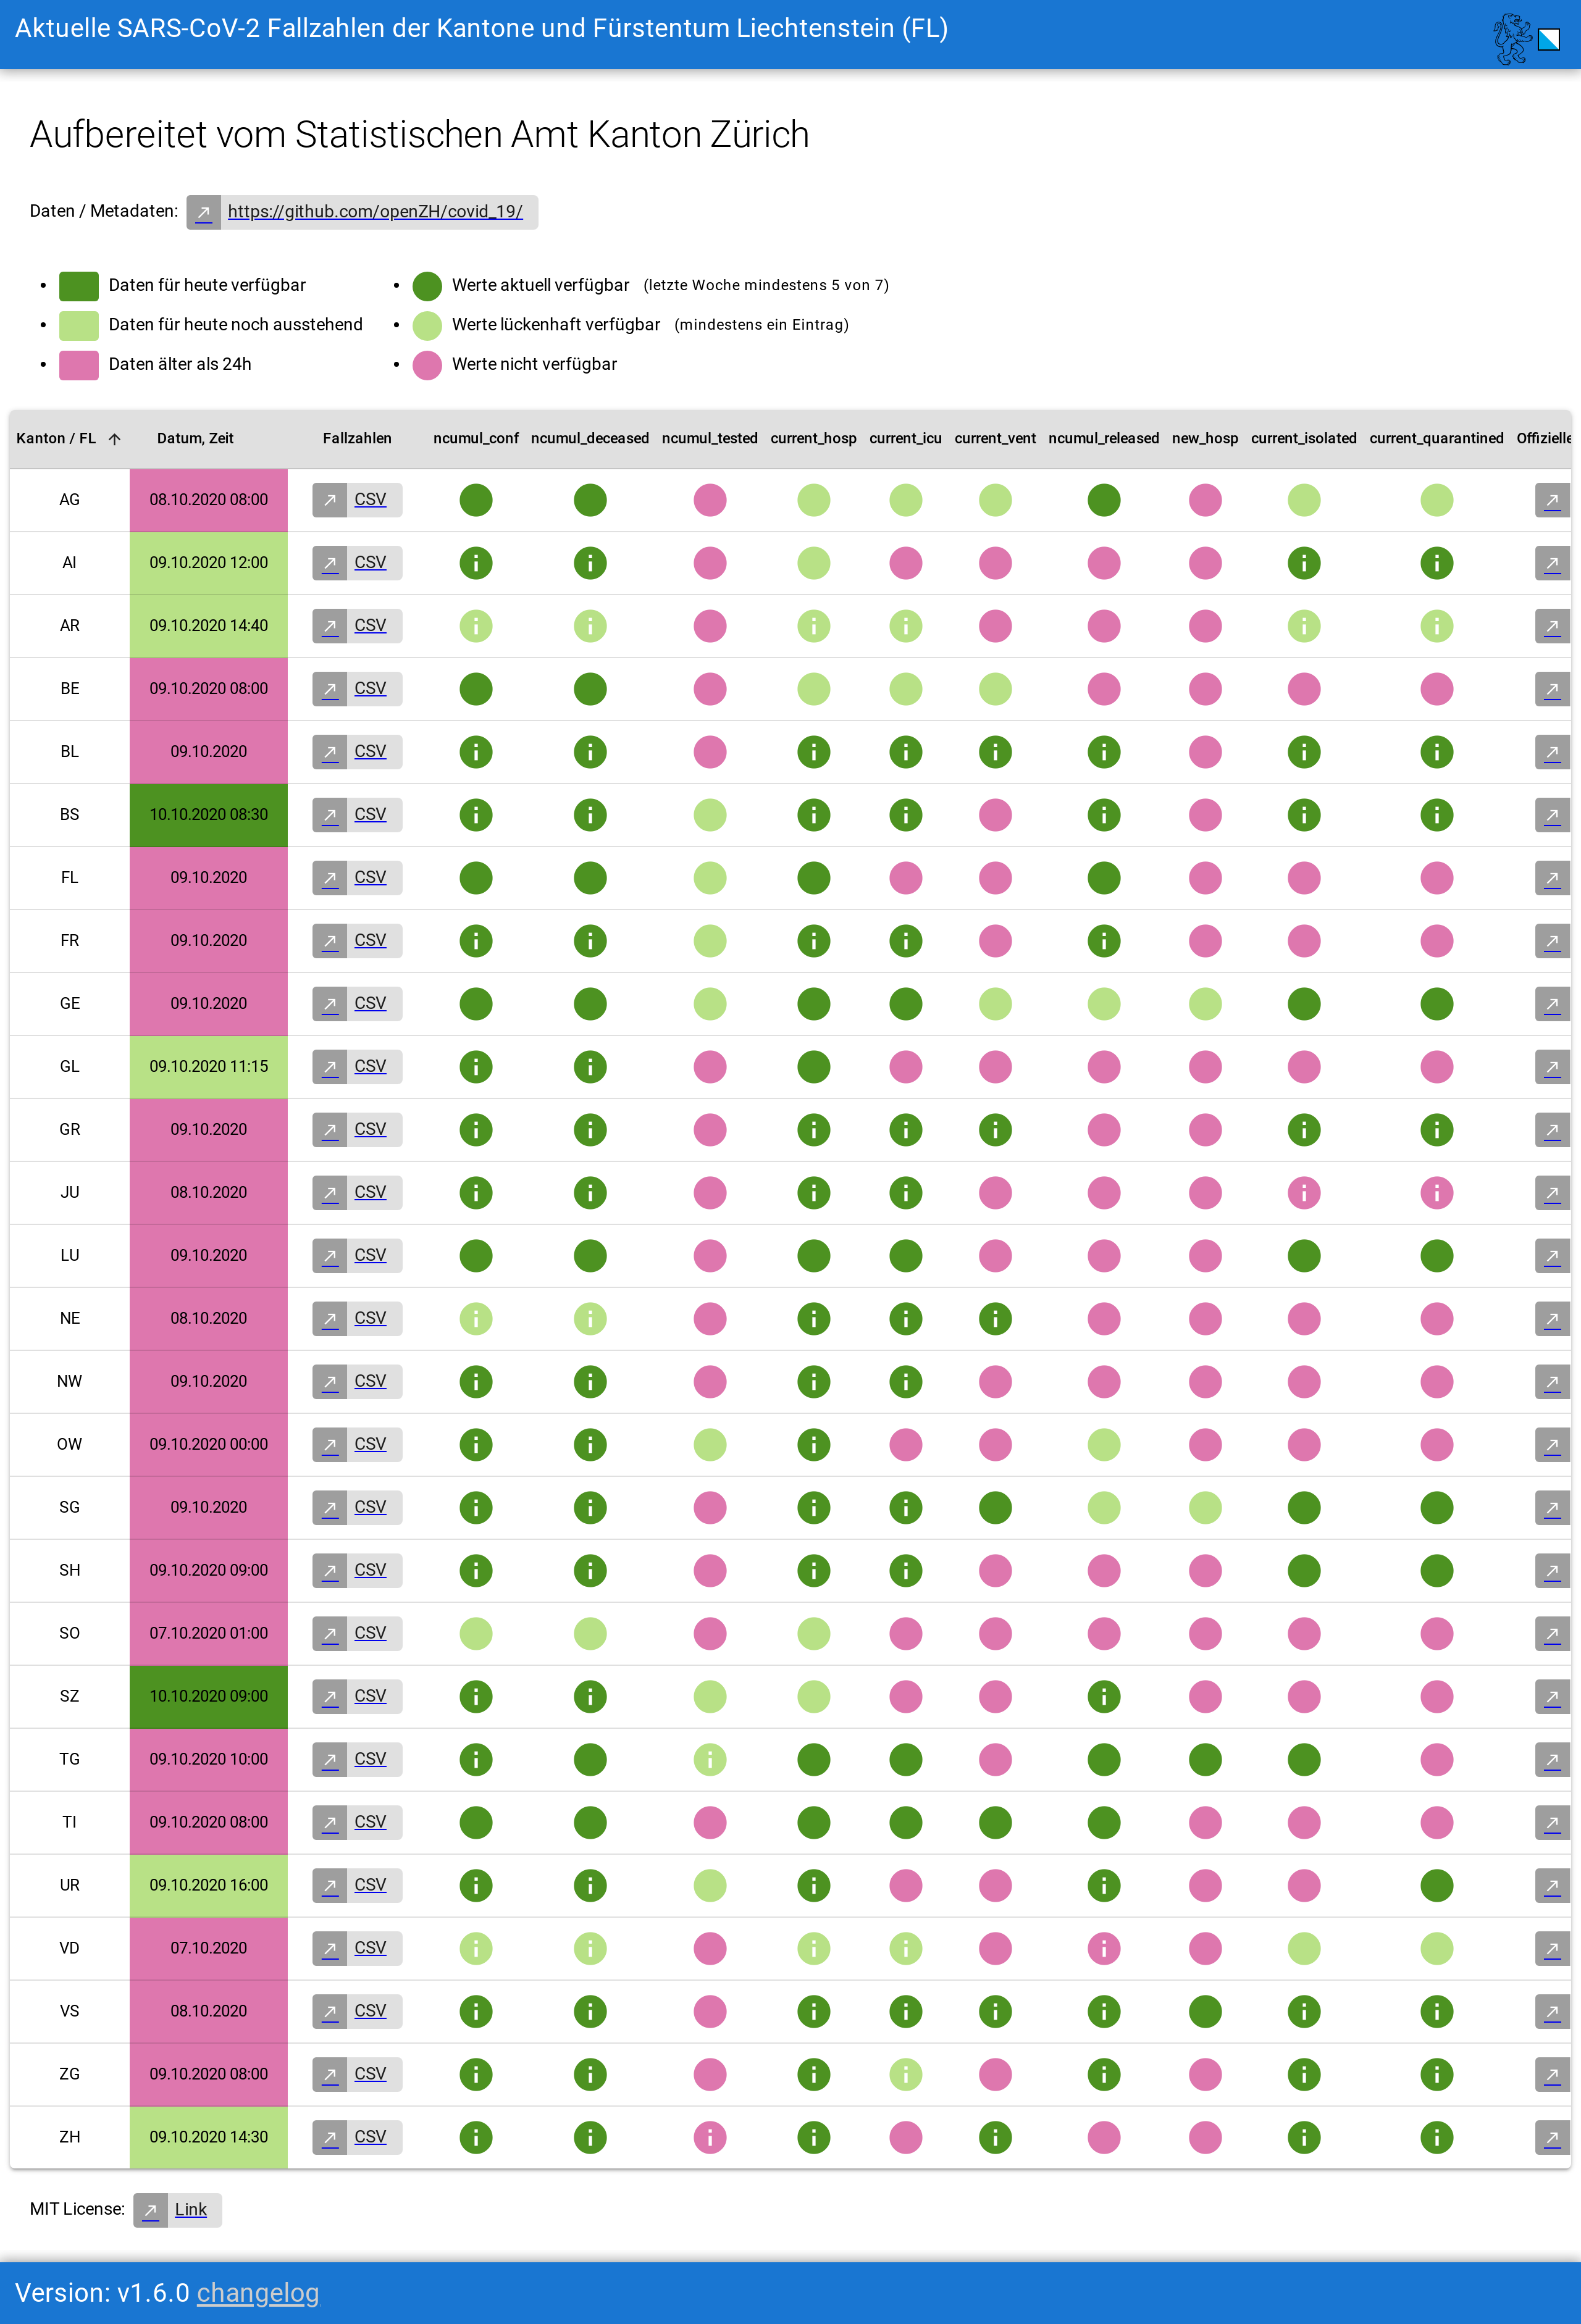 Aktuelle SARS-CoV-2 Fallzahlen der Kantone und Fürstentum Liechtenstein (FL)
Aufbereitet vom Statistischen Amt Kanton Zürich
Daten / Metadaten: https://github.com/openZH/covid_19/
Daten für heute verfügbar
Daten für heute noch ausstehend
Daten älter als 24h
Werte aktuell verfügbar (letzte Woche mindestens 5 von 7)
Werte lückenhaft verfügbar (mindestens ein Eintrag)
Werte nicht verfügbar
Kanton / FL Datum, Zeit Fallzahlen ncumul_conf ncumul_deceased ncumul_tested current_hosp current_icu current_vent ncumul_released new_hosp current_isolated current_quarantined Offizielle
AG 08.10.2020 08:00 CSV
AI 09.10.2020 12:00 CSV
AR 09.10.2020 14:40 CSV
BE 09.10.2020 08:00 CSV
BL 09.10.2020 CSV
BS 10.10.2020 08:30 CSV
FL 09.10.2020 CSV
FR 09.10.2020 CSV
GE 09.10.2020 CSV
GL 09.10.2020 11:15 CSV
GR 09.10.2020 CSV
JU 08.10.2020 CSV
LU 09.10.2020 CSV
NE 08.10.2020 CSV
NW 09.10.2020 CSV
OW 09.10.2020 00:00 CSV
SG 09.10.2020 CSV
SH 09.10.2020 09:00 CSV
SO 07.10.2020 01:00 CSV
SZ 10.10.2020 09:00 CSV
TG 09.10.2020 10:00 CSV
TI 09.10.2020 08:00 CSV
UR 09.10.2020 16:00 CSV
VD 07.10.2020 CSV
VS 08.10.2020 CSV
ZG 09.10.2020 08:00 CSV
ZH 09.10.2020 14:30 CSV
MIT License: Link
Version: v1.6.0 changelog